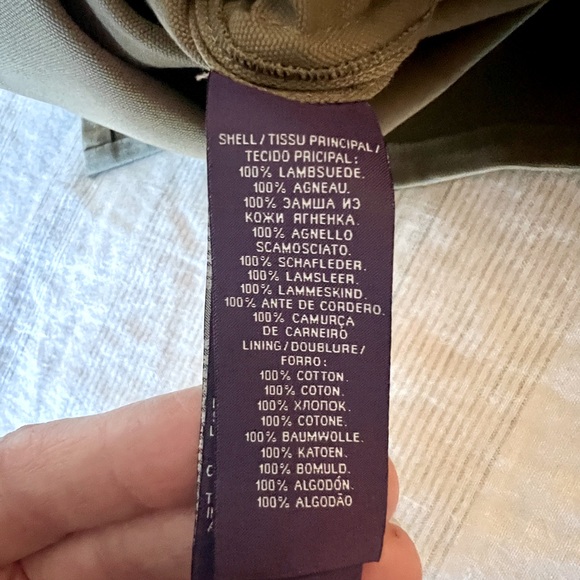 SHELL / TISSU PRINCIPAL /
TECIDO PRICIPAL :
100% LAMBSUEDE.
100% AGNEAU.
100% ЗАМША ИЗ
КОЖИ ЯГНЕНКА.
100% AGNELLO
SCAMOSCIATO.
100% SCHAFLEDER.
100% LAMSLEER.
100% LAMMESKIND.
100% ANTE DE CORDERO.
100% CAMURÇA
DE CARNEIRO
LINING / DOUBLURE /
FORRO :
100% COTTON.
100% COTON.
100% ХЛОПОК.
100% COTONE.
100% BAUMWOLLE.
100% KATOEN.
100% BOMULD.
100% ALGODÓN.
100% ALGODÃO